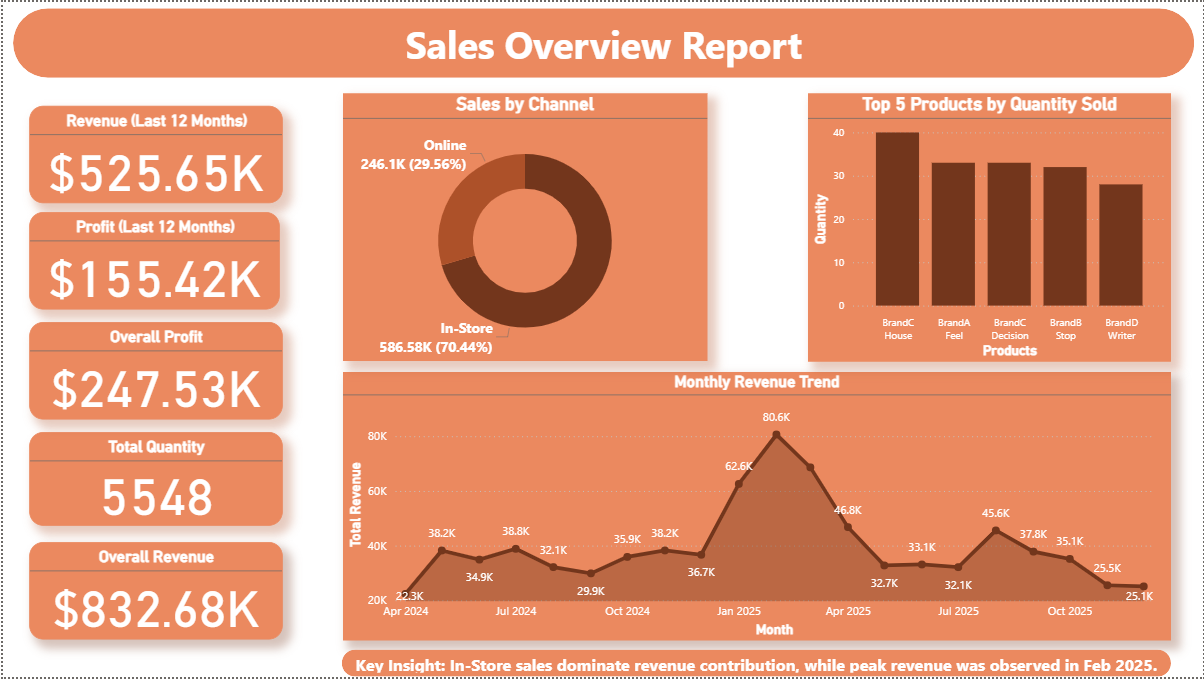 Sales Overview Report
Revenue (Last 12 Months)
$525.65K
Profit (Last 12 Months)
$155.42K
Overall Profit
$247.53K
Total Quantity
5548
Overall Revenue
$832.68K
Sales by Channel
Online
246.1K (29.56%)
In-Store
586.58K (70.44%)
Top 5 Products by Quantity Sold
Quantity
40
30
20
10
0
BrandC
House
BrandA
Feel
BrandC
Decision
BrandB
Stop
BrandD
Writer
Products
Monthly Revenue Trend
Total Revenue
80K
60K
40K
20K
22.3K
38.2K
34.9K
38.8K
32.1K
29.9K
35.9K
38.2K
36.7K
62.6K
80.6K
46.8K
32.7K
33.1K
32.1K
45.6K
37.8K
35.1K
25.5K
25.1K
Apr 2024
Jul 2024
Oct 2024
Jan 2025
Apr 2025
Jul 2025
Oct 2025
Month
Key Insight: In-Store sales dominate revenue contribution, while peak revenue was observed in Feb 2025.